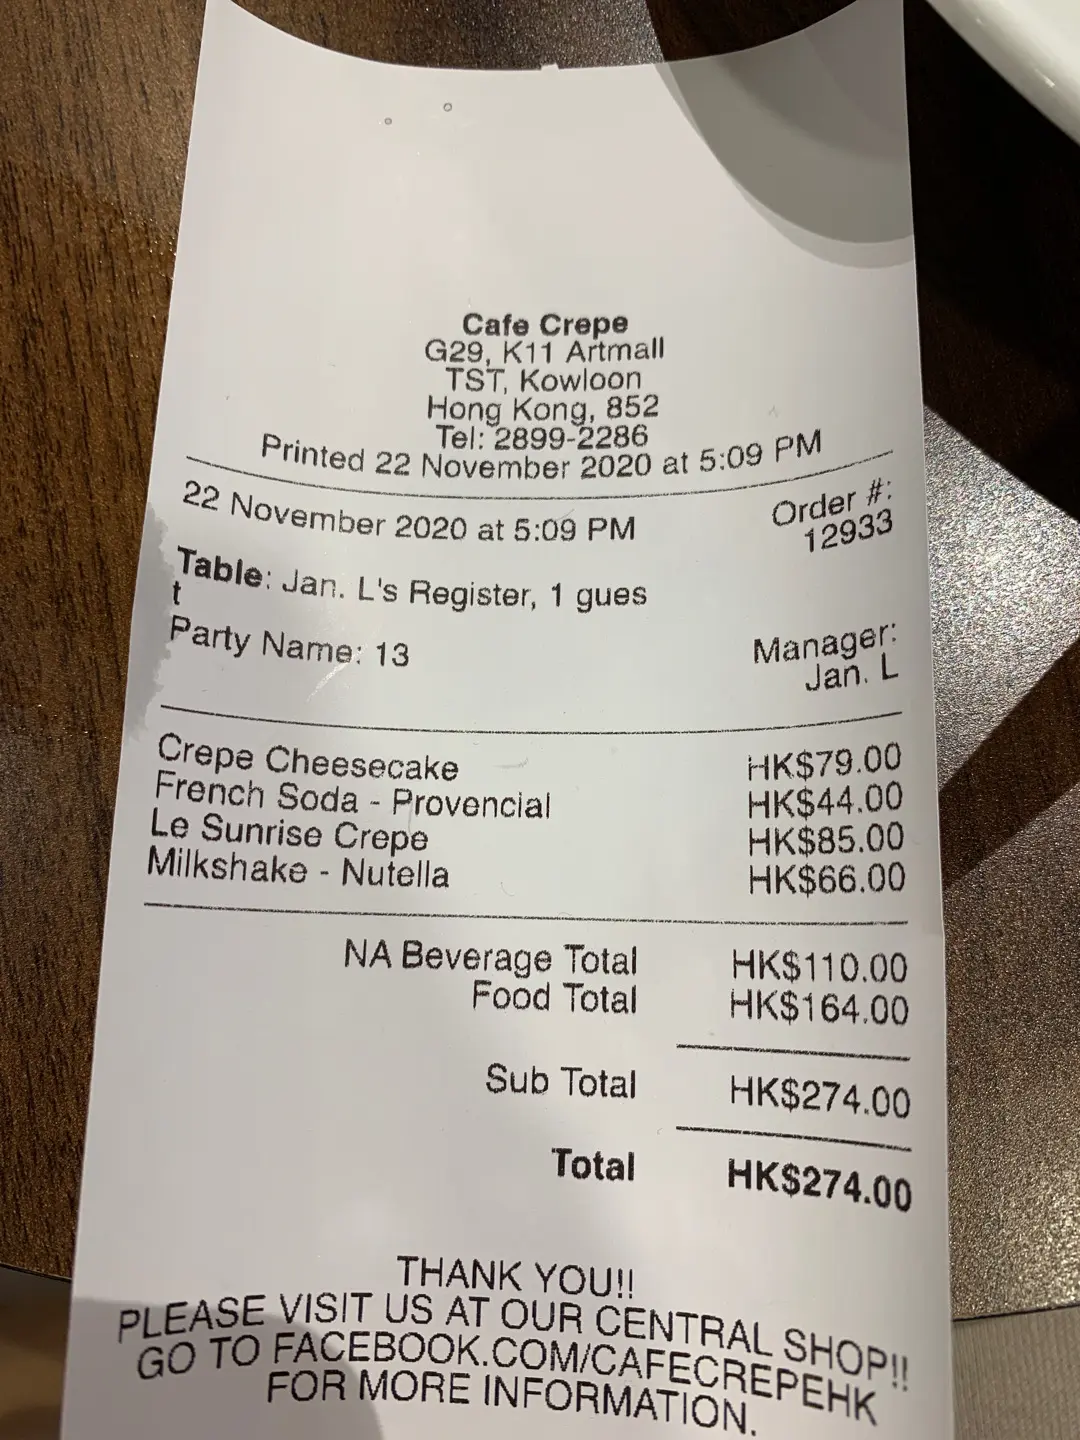 Cafe Crepe
G29, K11 Artmall
TST, Kowloon
Hong Kong, 852
Tel: 2899-2286
Printed 22 November 2020 at 5:09 PM
22 November 2020 at 5:09 PM
Order #:
12933
Table: Jan. L's Register, 1 gues
t
Party Name: 13
Manager:
Jan. L
Crepe Cheesecake HK$79.00
French Soda - Provencial HK$44.00
Le Sunrise Crepe HK$85.00
Milkshake - Nutella HK$66.00
NA Beverage Total HK$110.00
Food Total HK$164.00
Sub Total HK$274.00
Total HK$274.00
THANK YOU!!
PLEASE VISIT US AT OUR CENTRAL SHOP!!
GO TO FACEBOOK.COM/CAFECREPEHK
FOR MORE INFORMATION.